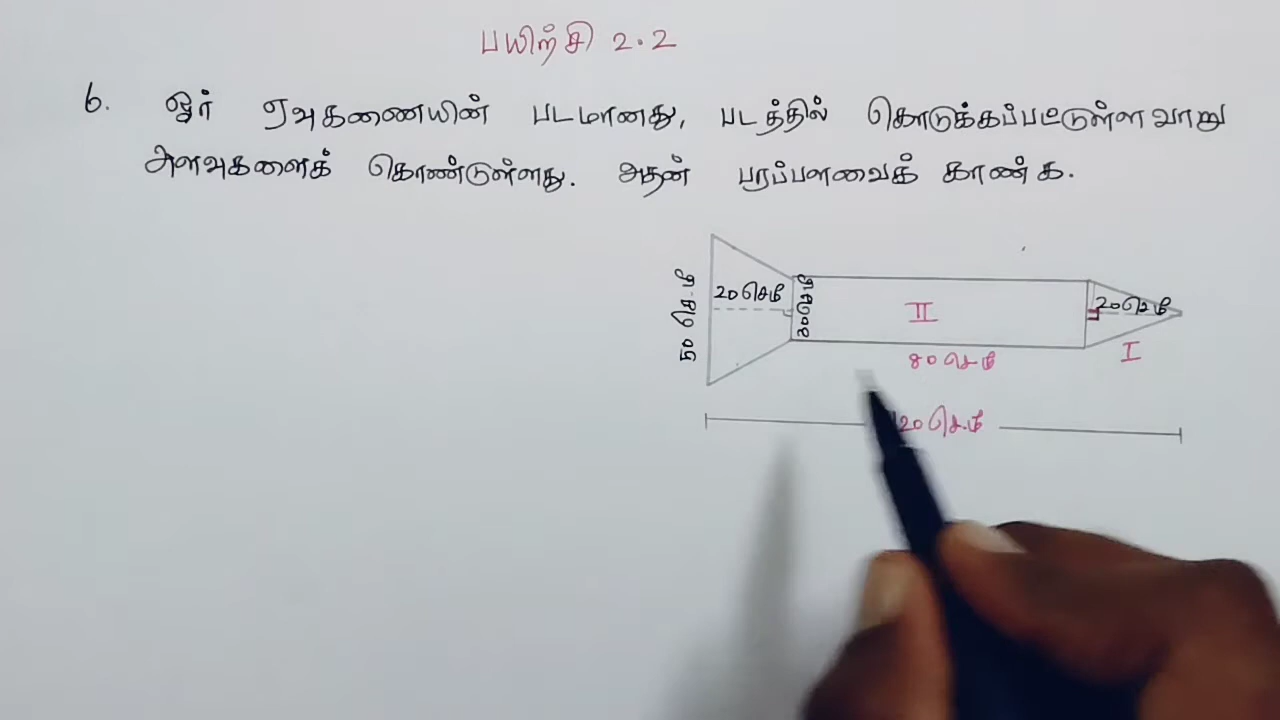 பயிற்சி 2.2
6. ஓர் ஏவுகணையின் படமானது, படத்தில் கொடுக்கப்பட்டுள்ளவாறு
அளவுகளைக் கொண்டுள்ளது. அதன் பரப்பளவைக் காண்க.
50 செ.மீ
20 செமீ
30 செமீ
II
20 செமீ
I
80 செமீ
20 செ.மீ